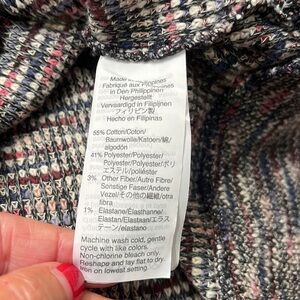 Made in
Fabriqué aux Philippines
In Den Philippinen
Hergestellt
Vervaardigd in Filipijnen
フィリピン製
Hecho en Filipinas
55% Cotton/Coton/
Baumwolle/Katoen/綿/
algodón
41% Polyester/Polyester/
Polyester/Polyester/ポリ
エステル/poliéster
3% Other Fiber/Autre Fibre/
Sonstige Faser/Andere
Vezel/その他の繊維/otra
fibra
1% Elastane/Élasthanne/
Elastan/Elastaan/エラス
テーン/elastano
Machine wash cold, gentle
cycle with like colors.
Non-chlorine bleach only.
Reshape and lay flat to dry.
Iron on lowest setting.